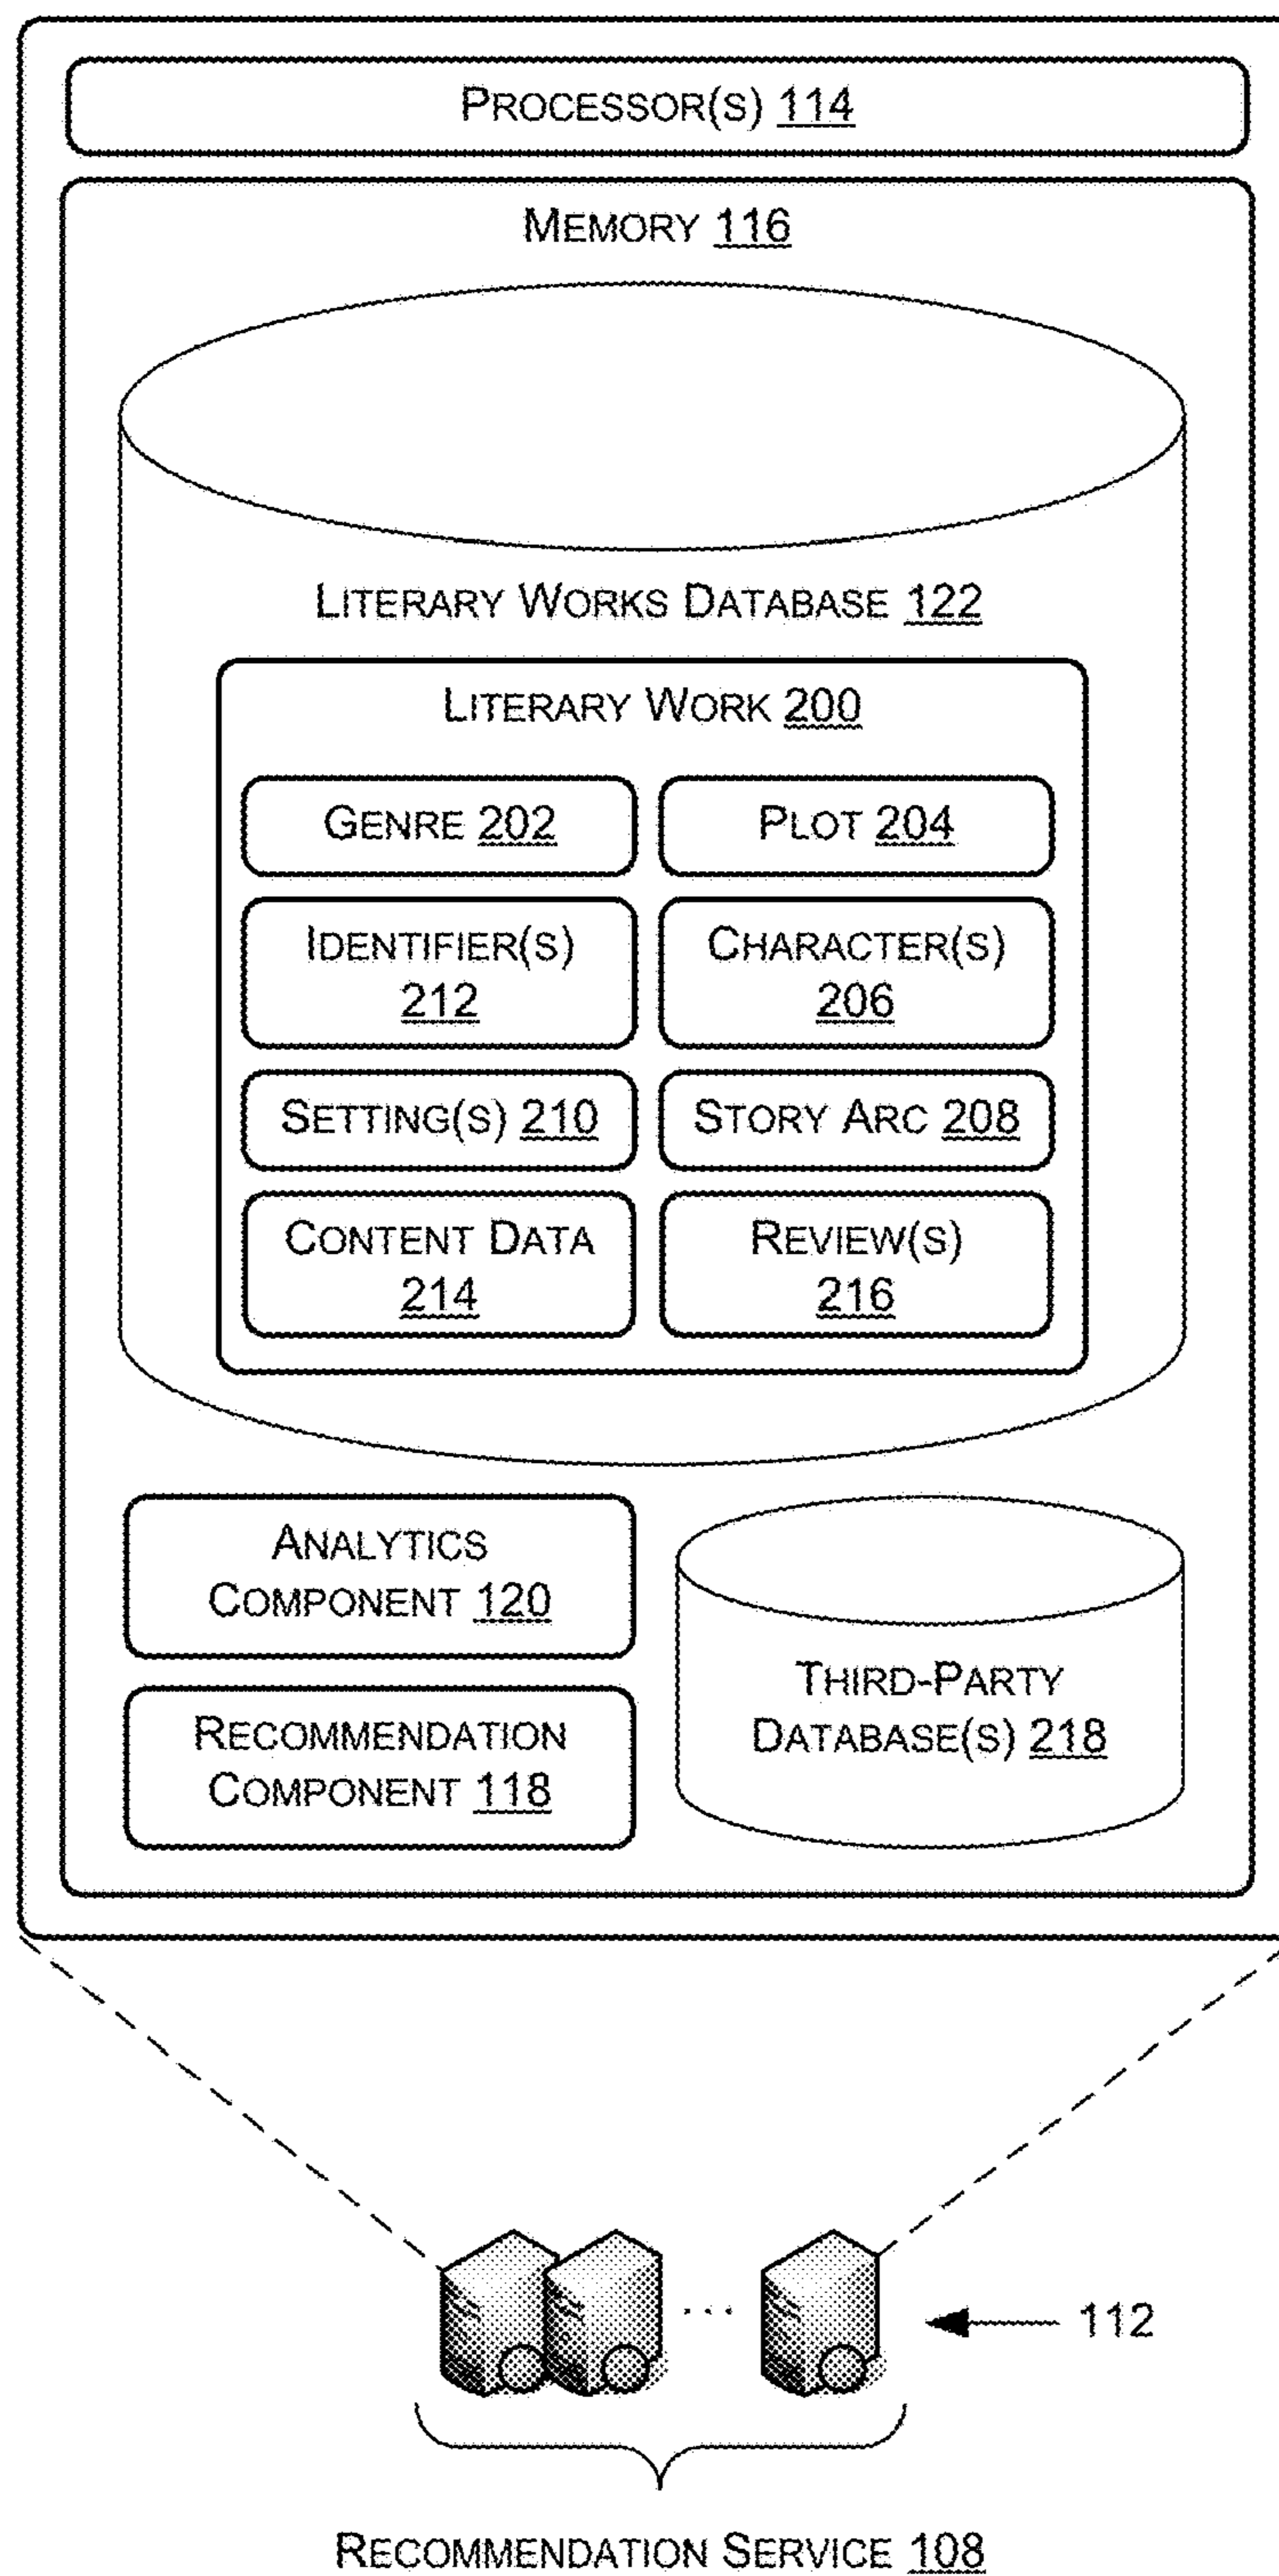 PROCESSOR(S) 114
MEMORY 116
LITERARY WORKS DATABASE 122
LITERARY WORK 200
GENRE 202
PLOT 204
IDENTIFIER(S)
212
CHARACTER(S)
206
SETTING(S) 210
STORY ARC 208
CONTENT DATA
214
REVIEW(S)
216
ANALYTICS
COMPONENT 120
RECOMMENDATION
COMPONENT 118
THIRD-PARTY
DATABASE(S) 218
...
112
RECOMMENDATION SERVICE 108